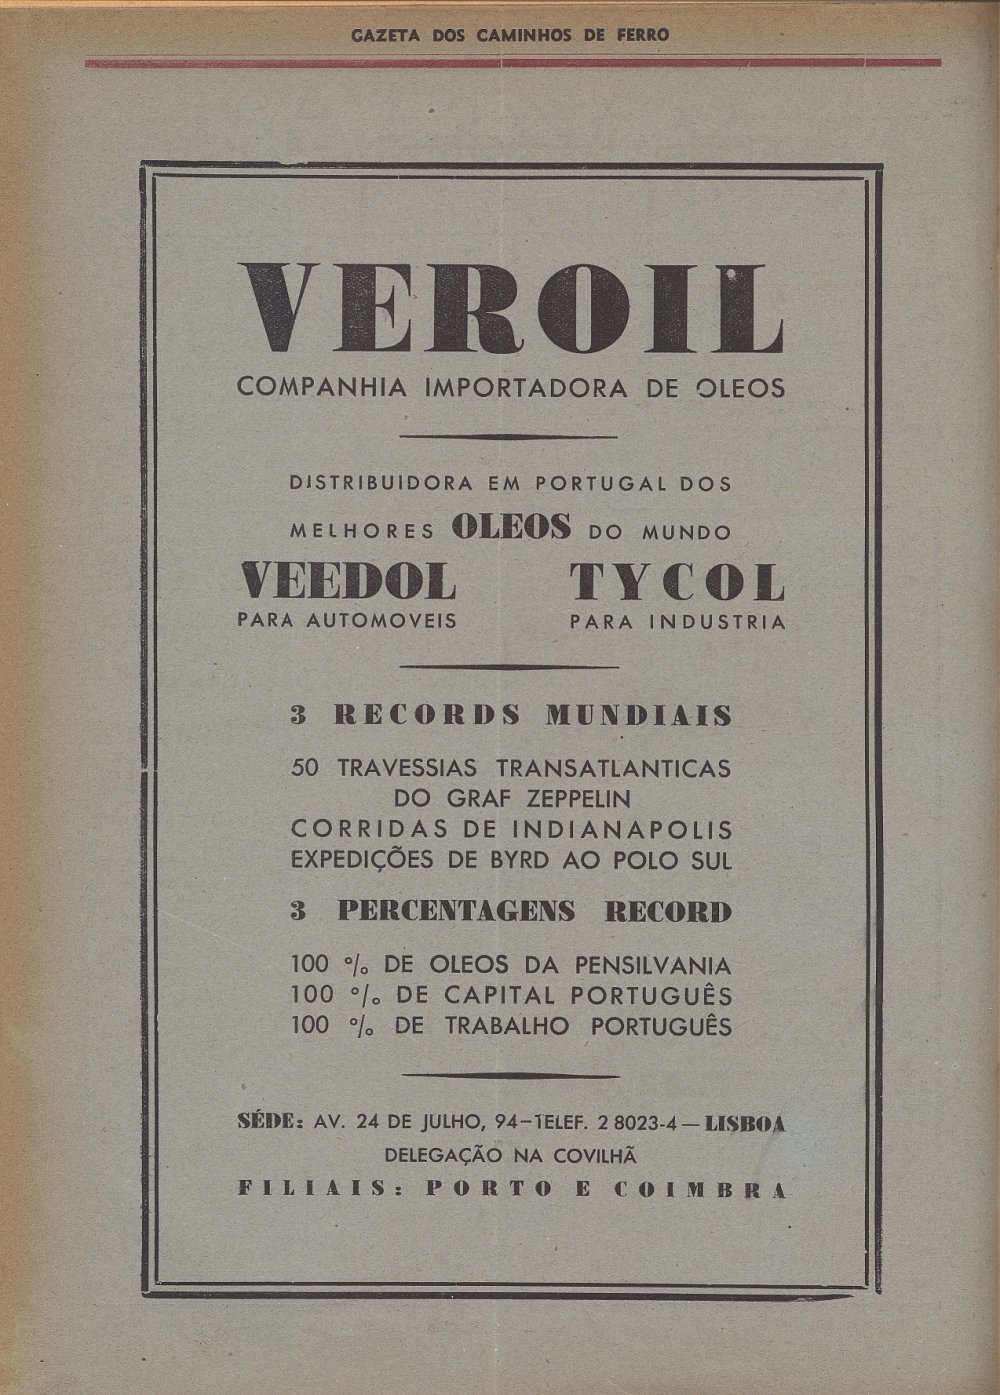 GAZETA DOS CAMINHOS DE FERRO
VEROIL
COMPANHIA IMPORTADORA DE OLEOS
DISTRIBUIDORA EM PORTUGAL DOS
MELHORES OLEOS DO MUNDO
VEEDOL TYCOL
PARA AUTOMOVEIS PARA INDUSTRIA
3 RECORDS MUNDIAIS
50 TRAVESSIAS TRANSATLANTICAS
DO GRAF ZEPPELIN
CORRIDAS DE INDIANAPOLIS
EXPEDIÇÕES DE BYRD AO POLO SUL
3 PERCENTAGENS RECORD
100 % DE OLEOS DA PENSILVANIA
100 % DE CAPITAL PORTUGUÊS
100 % DE TRABALHO PORTUGUÊS
SÉDE: AV. 24 DE JULHO, 94–TELEF. 2 8023-4 — LISBOA
DELEGAÇÃO NA COVILHÃ
FILIAIS: PORTO E COIMBRA